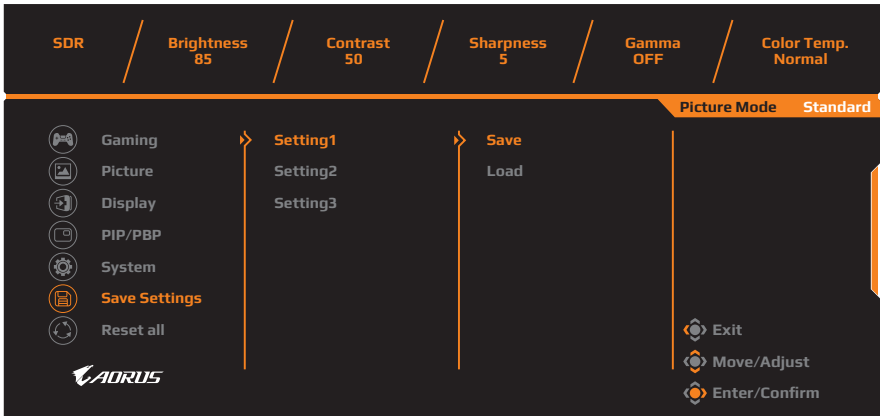 SDR
Brightness
85
Contrast
50
Sharpness
5
Gamma
OFF
Color Temp.
Normal
Picture Mode Standard
Gaming
Picture
Display
PIP/PBP
System
Save Settings
Reset all
Setting1
Setting2
Setting3
Save
Load
Exit
Move/Adjust
Enter/Confirm
AORUS